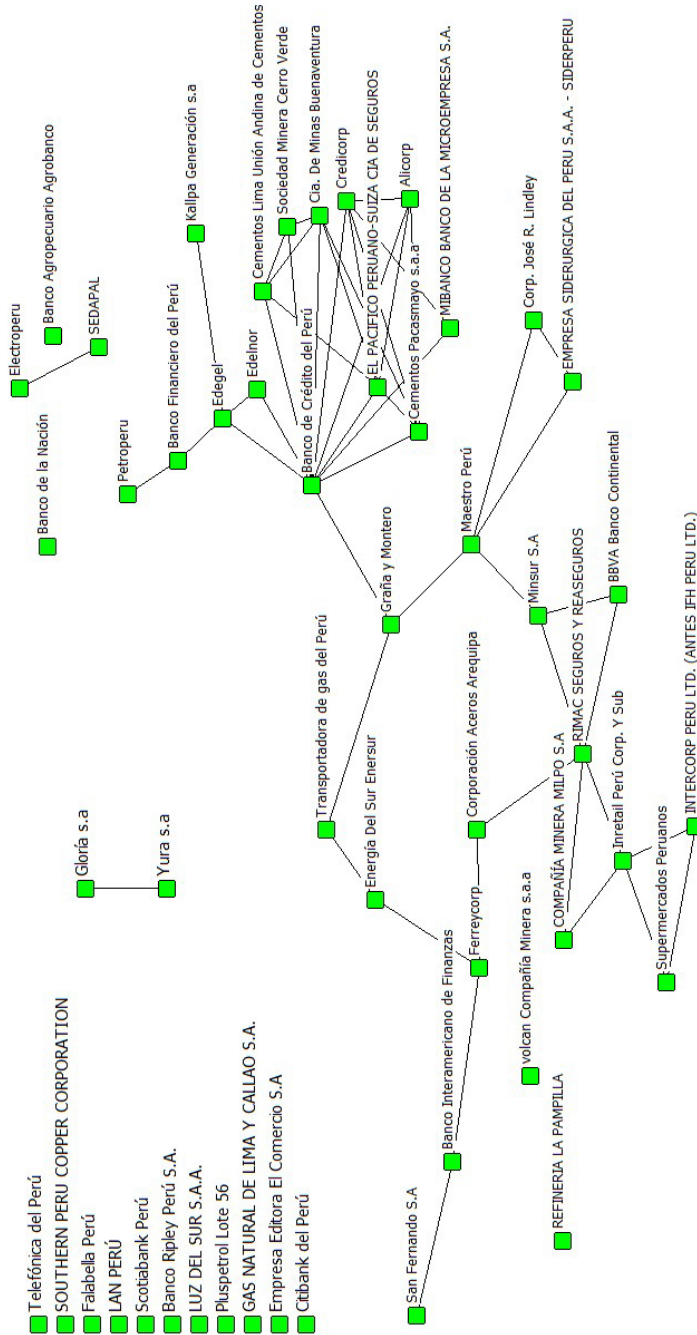 Telefónica del Perú
SOUTHERN PERU COPPER CORPORATION
Falabella Perú
LAN PERÚ
Scotiabank Perú
Banco Ripley Perú S.A.
LUZ DEL SUR S.A.A.
Pluspetrol Lote 56
GAS NATURAL DE LIMA Y CALLAO S.A.
Empresa Editora El Comercio S.A
Citibank del Perú
Gloría s.a
Yura s.a
Banco de la Nación
Electroperu
Banco Agropecuario Agrobanco
SEDAPAL
Petroperu
Banco Financiero del Perú
Kallpa Generación s.a
Edegel
Edelnor
Cementos Lima Unión Andina de Cementos
Sociedad Minera Cerro Verde
Cia. De Minas Buenaventura
Banco de Crédito del Perú
Credicorp
EL PACIFICO PERUANO-SUIZA CIA DE SEGUROS
Alicorp
Cementos Pacasmayo s.a.a
MIBANCO BANCO DE LA MICROEMPRESA S.A.
Transportadora de gas del Perú
Graña y Montero
Energía Del Sur Enersur
Maestro Perú
Corp. José R. Lindley
EMPRESA SIDERURGICA DEL PERU S.A.A. - SIDERPERU
San Fernando S.A
Banco Interamericano de Finanzas
Ferreycorp
Corporación Aceros Arequipa
Minsur S.A
volcan Compañía Minera s.a.a
REFINERIA LA PAMPILLA
COMPAÑÍA MINERA MILPO S.A
RIMAC SEGUROS Y REASEGUROS
BBVA Banco Continental
Inretail Perú Corp. Y Sub
Supermercados Peruanos
INTERCORP PERU LTD. (ANTES IFH PERU LTD.)